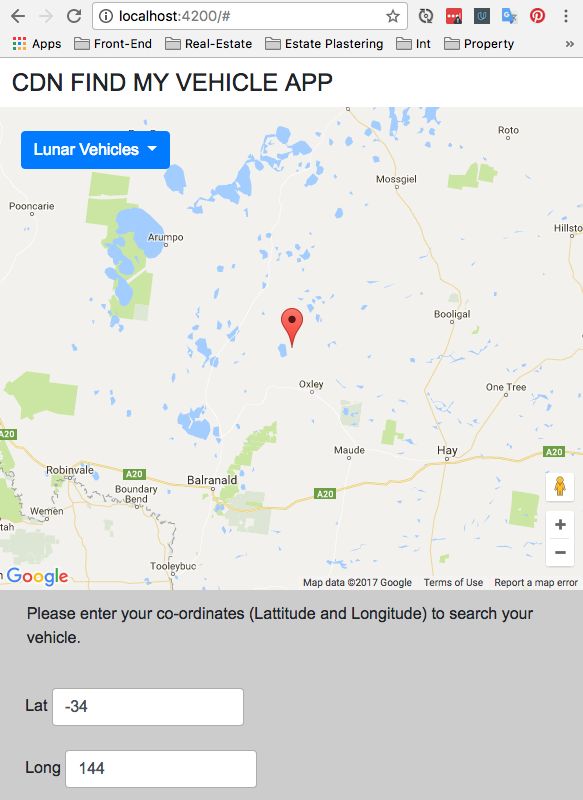 localhost:4200/#
Apps Front-End Real-Estate Estate Plastering Int Property »
CDN FIND MY VEHICLE APP
Roto
Lunar Vehicles
Mossgiel
Pooncarie
Hillsto
Arumpo
Booligal
Oxley
One Tree
A20
Maude
Hay
A20
Robinvale
A20
Balranald
Boundary
Bend
A20
Wemen
tah
Tooleybuc
Google
Map data ©2017 Google Terms of Use Report a map error
Please enter your co-ordinates (Lattitude and Longitude) to search your
vehicle.
Lat -34
Long 144